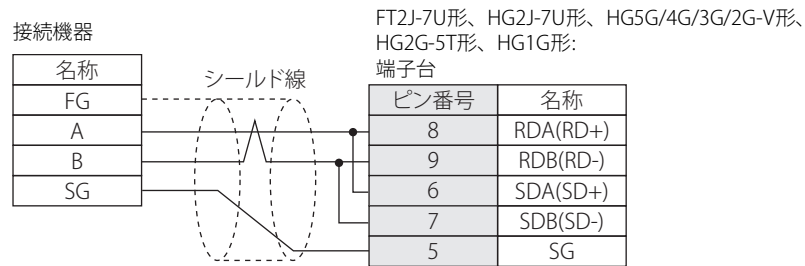 FT2J-7U形、HG2J-7U形、HG5G/4G/3G/2G-V形、
HG2G-5T形、HG1G形:
接続機器
端子台
名称
シールド線
ピン番号 名称
FG
A 8 RDA(RD+)
B 9 RDB(RD-)
SG 6 SDA(SD+)
7 SDB(SD-)
5 SG